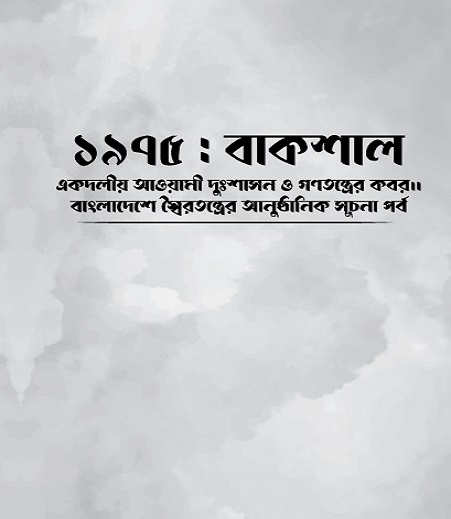 ১৯৭৫ : বাকশাল
একদলীয় আওয়ামী দুঃশাসন ও গণতন্ত্রের কবর।।
বাংলাদেশে স্বৈরতন্ত্রের আনুষ্ঠানিক সূচনা পর্ব